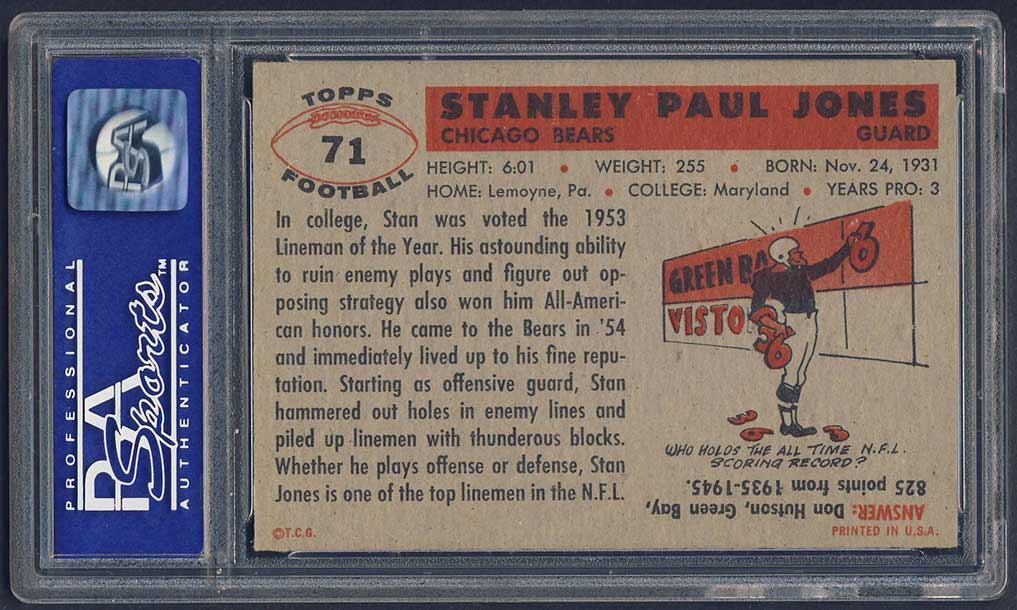 PSA
PROFESSIONAL
PSA
Sports™
AUTHENTICATOR
TOPPS
71
FOOTBALL
STANLEY PAUL JONES
CHICAGO BEARS GUARD
HEIGHT: 6:01 • WEIGHT: 255 • BORN: Nov. 24, 1931
HOME: Lemoyne, Pa. • COLLEGE: Maryland • YEARS PRO: 3
In college, Stan was voted the 1953
Lineman of the Year. His astounding ability
to ruin enemy plays and figure out op-
posing strategy also won him All-Ameri-
can honors. He came to the Bears in '54
and immediately lived up to his fine repu-
tation. Starting as offensive guard, Stan
hammered out holes in enemy lines and
piled up linemen with thunderous blocks.
Whether he plays offense or defense, Stan
Jones is one of the top linemen in the N.F.L.
©T.C.G.
GREEN BA 6
VISTO
36
3 6 6
WHO HOLDS THE ALL TIME N.F.L.
SCORING RECORD?
ANSWER: Don Hutson, Green Bay,
825 points from 1935-1945.
PRINTED IN U.S.A.